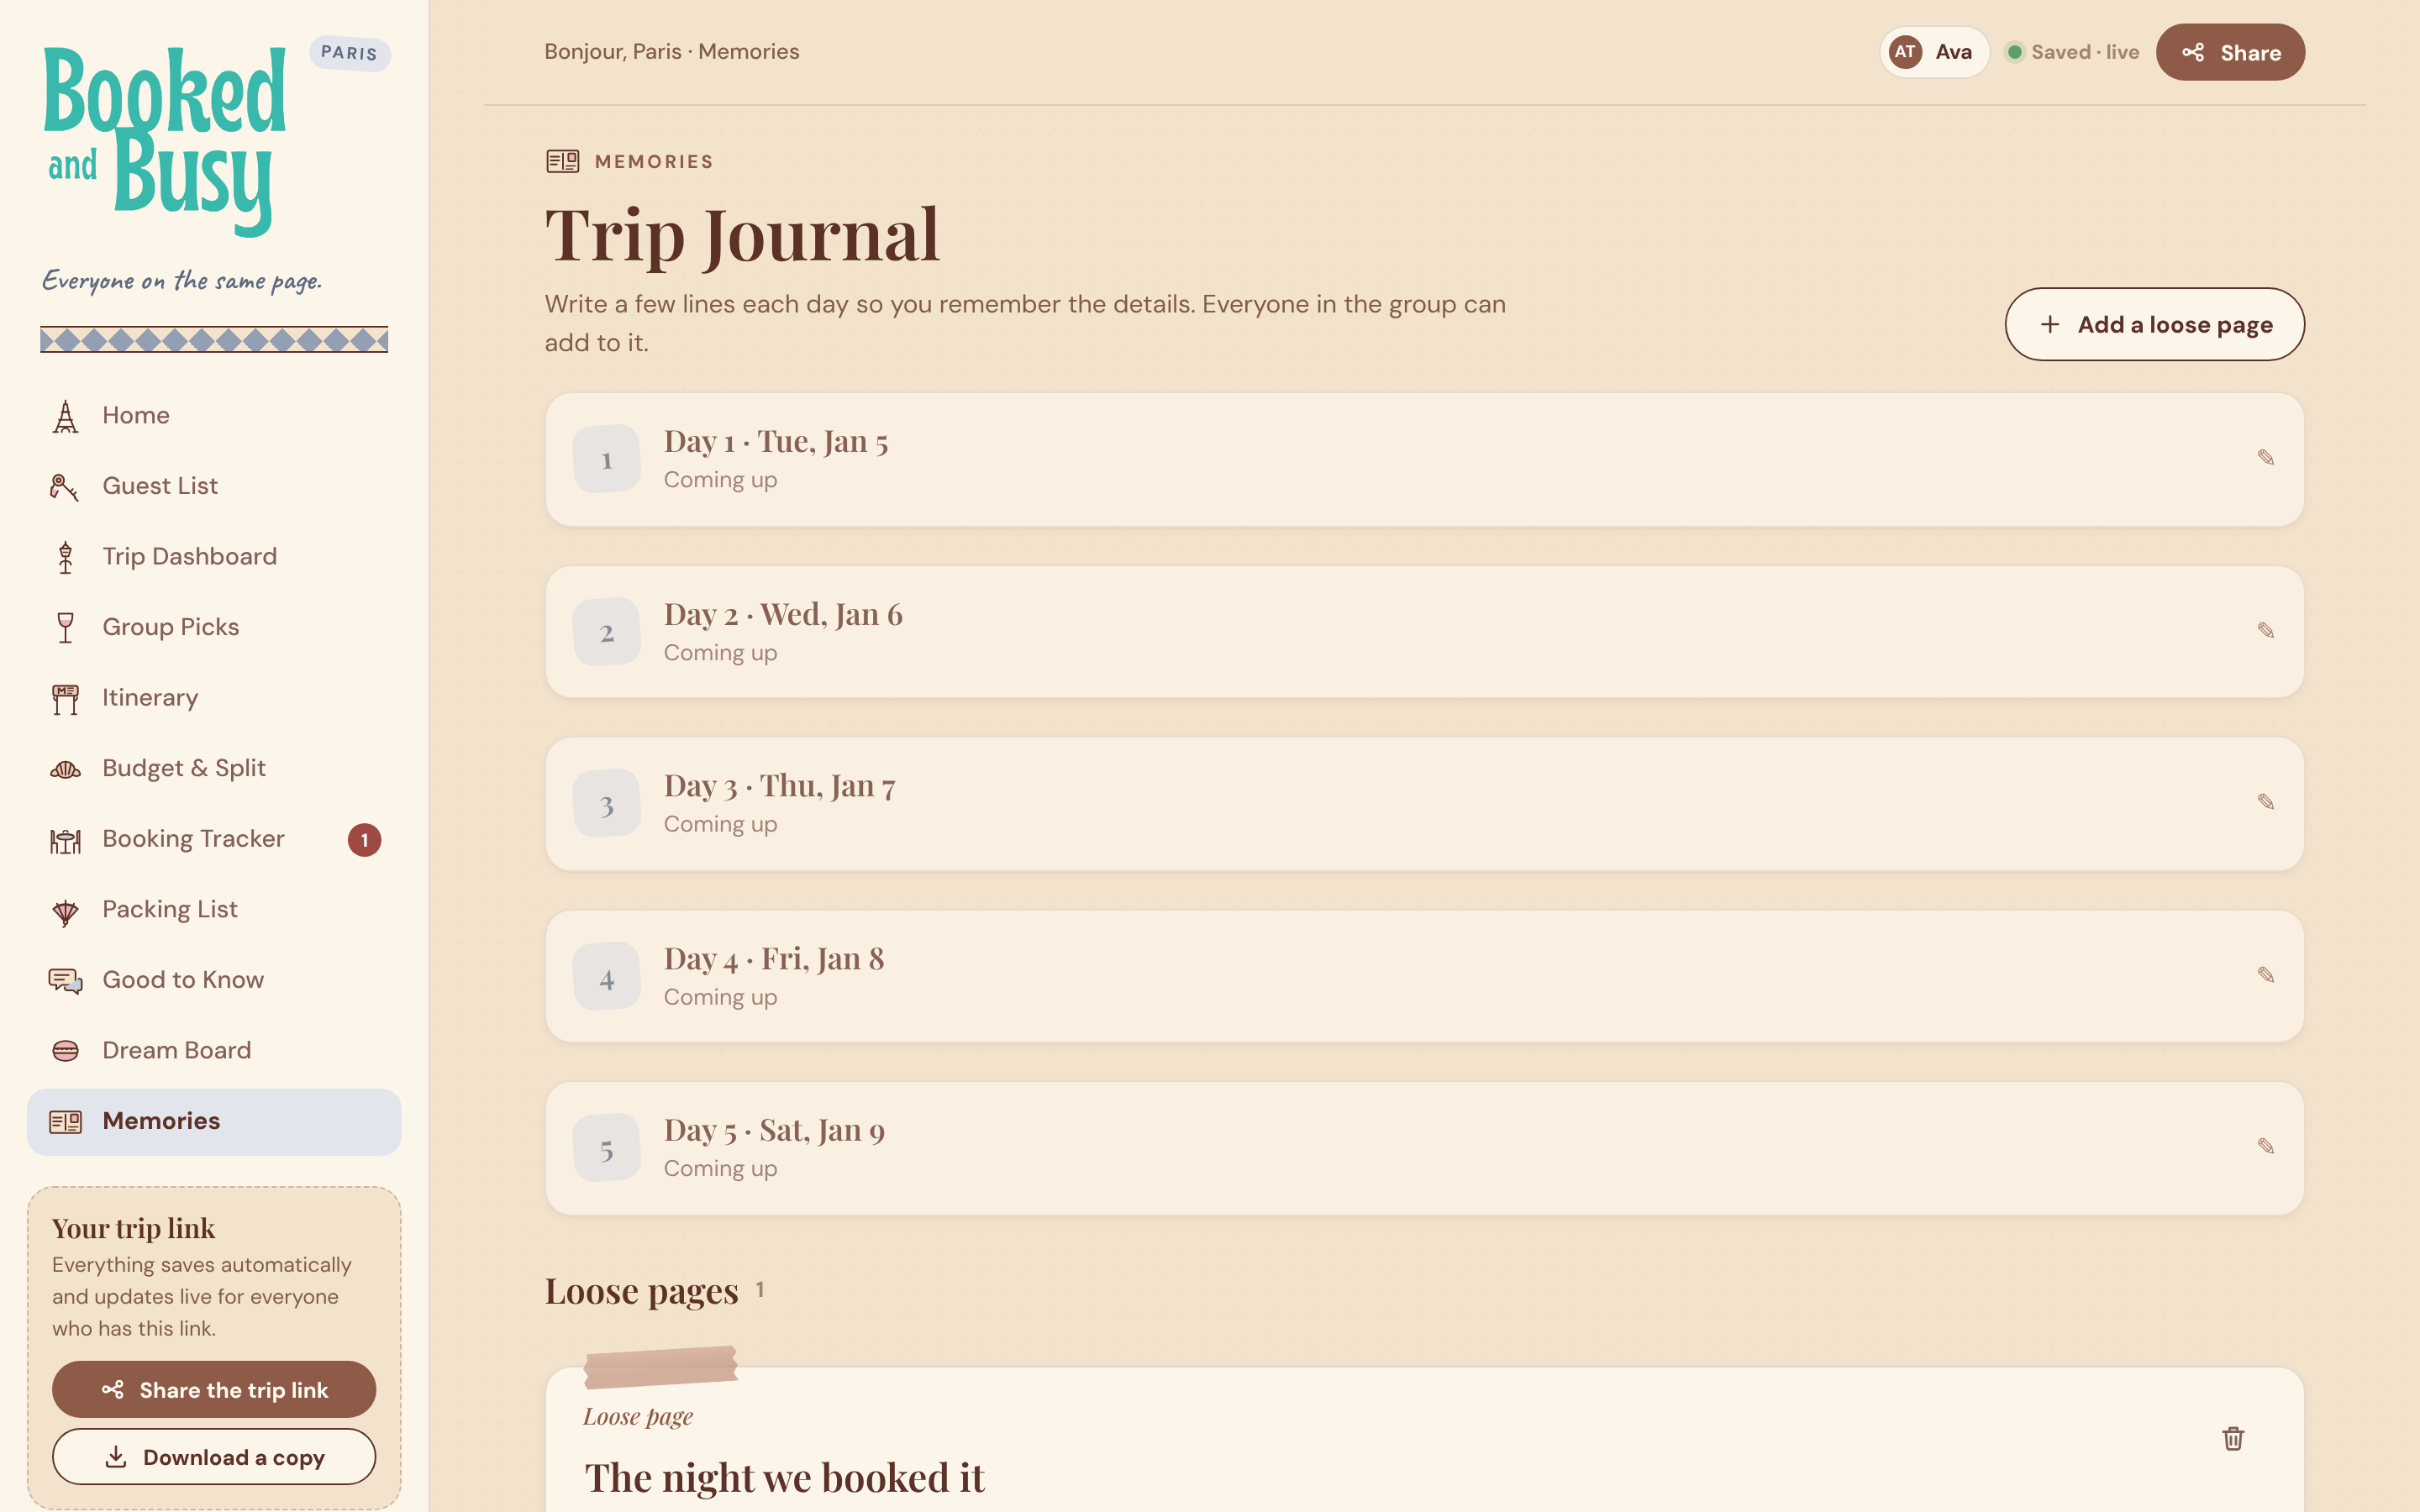 Booked
and Busy
PARIS
Everyone on the same page.
Home
Guest List
Trip Dashboard
Group Picks
Itinerary
Budget & Split
Booking Tracker
1
Packing List
Good to Know
Dream Board
Memories
Your trip link
Everything saves automatically
and updates live for everyone
who has this link.
Share the trip link
Download a copy
Bonjour, Paris · Memories
AT
Ava
Saved · live
Share
MEMORIES
Trip Journal
Write a few lines each day so you remember the details. Everyone in the group can
add to it.
+ Add a loose page
1
Day 1 · Tue, Jan 5
Coming up
2
Day 2 · Wed, Jan 6
Coming up
3
Day 3 · Thu, Jan 7
Coming up
4
Day 4 · Fri, Jan 8
Coming up
5
Day 5 · Sat, Jan 9
Coming up
Loose pages 1
Loose page
The night we booked it